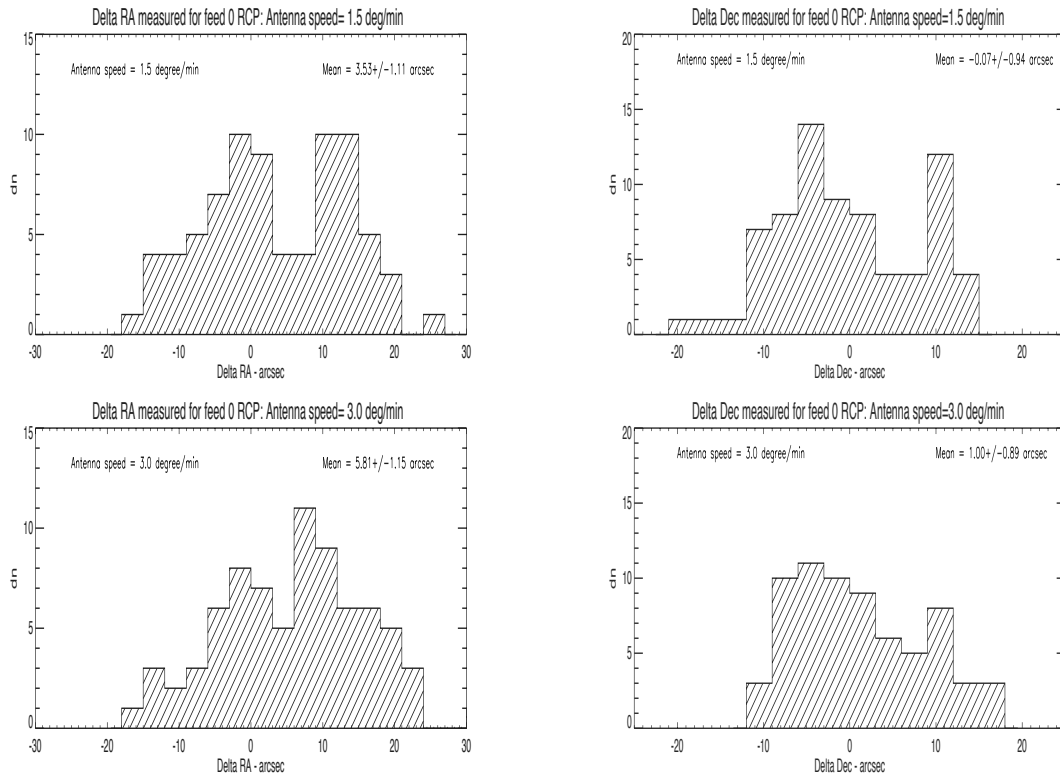 Delta RA measured for feed 0 RCP: Antenna speed= 1.5 deg/min
15
Antenna speed = 1.5 degree/min
Mean = 3.53+/-1.11 arcsec
10
dn
5
0
-30 -20 -10 0 10 20 30
Delta RA - arcsec
Delta Dec measured for feed 0 RCP: Antenna speed=1.5 deg/min
20
Antenna speed = 1.5 degree/min
Mean = -0.07+/-0.94 arcsec
15
10
dn
5
0
-20 -10 0 10 20
Delta Dec - arcsec
Delta RA measured for feed 0 RCP: Antenna speed= 3.0 deg/min
15
Antenna speed = 3.0 degree/min
Mean = 5.81+/-1.15 arcsec
10
dn
5
0
-30 -20 -10 0 10 20 30
Delta RA - arcsec
Delta Dec measured for feed 0 RCP: Antenna speed=3.0 deg/min
20
Antenna speed = 3.0 degree/min
Mean = 1.00+/-0.89 arcsec
15
10
dn
5
0
-20 -10 0 10 20
Delta Dec - arcsec